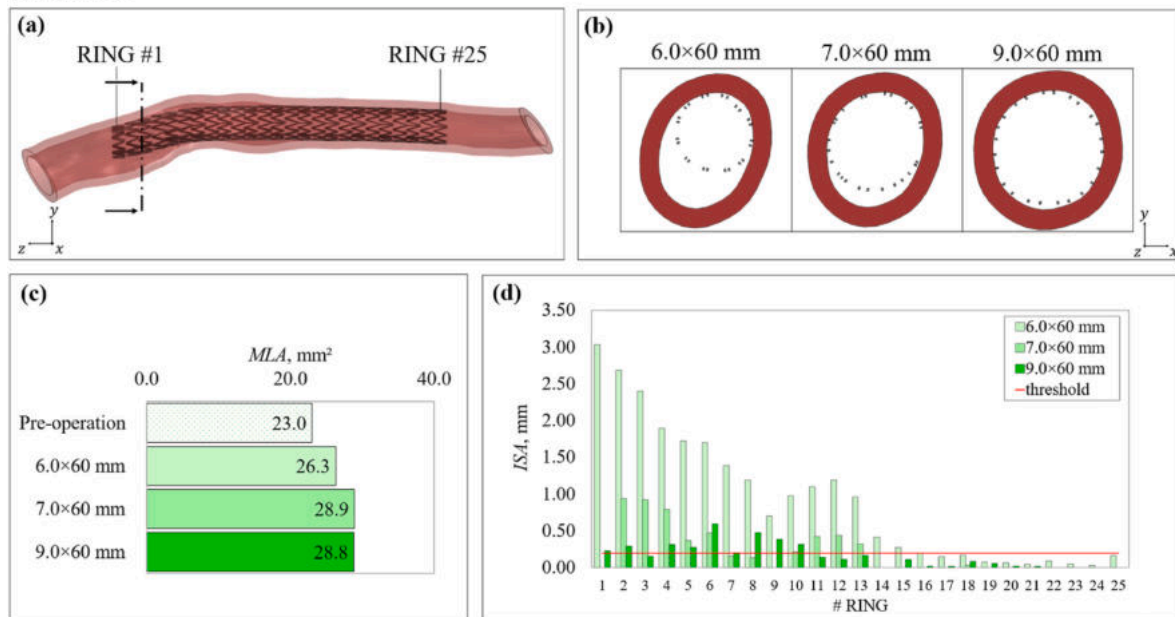 (a)
RING #1
RING #25
y
z x
(b)
6.0×60 mm 7.0×60 mm 9.0×60 mm
y
z x
(c)
MLA, mm²
0.0 20.0 40.0
Pre-operation 23.0
6.0×60 mm 26.3
7.0×60 mm 28.9
9.0×60 mm 28.8
(d)
3.50
3.00
2.50
2.00
1.50
1.00
0.50
0.00
ISA, mm
6.0×60 mm
7.0×60 mm
9.0×60 mm
threshold
1 2 3 4 5 6 7 8 9 10 11 12 13 14 15 16 17 18 19 20 21 22 23 24 25
# RING